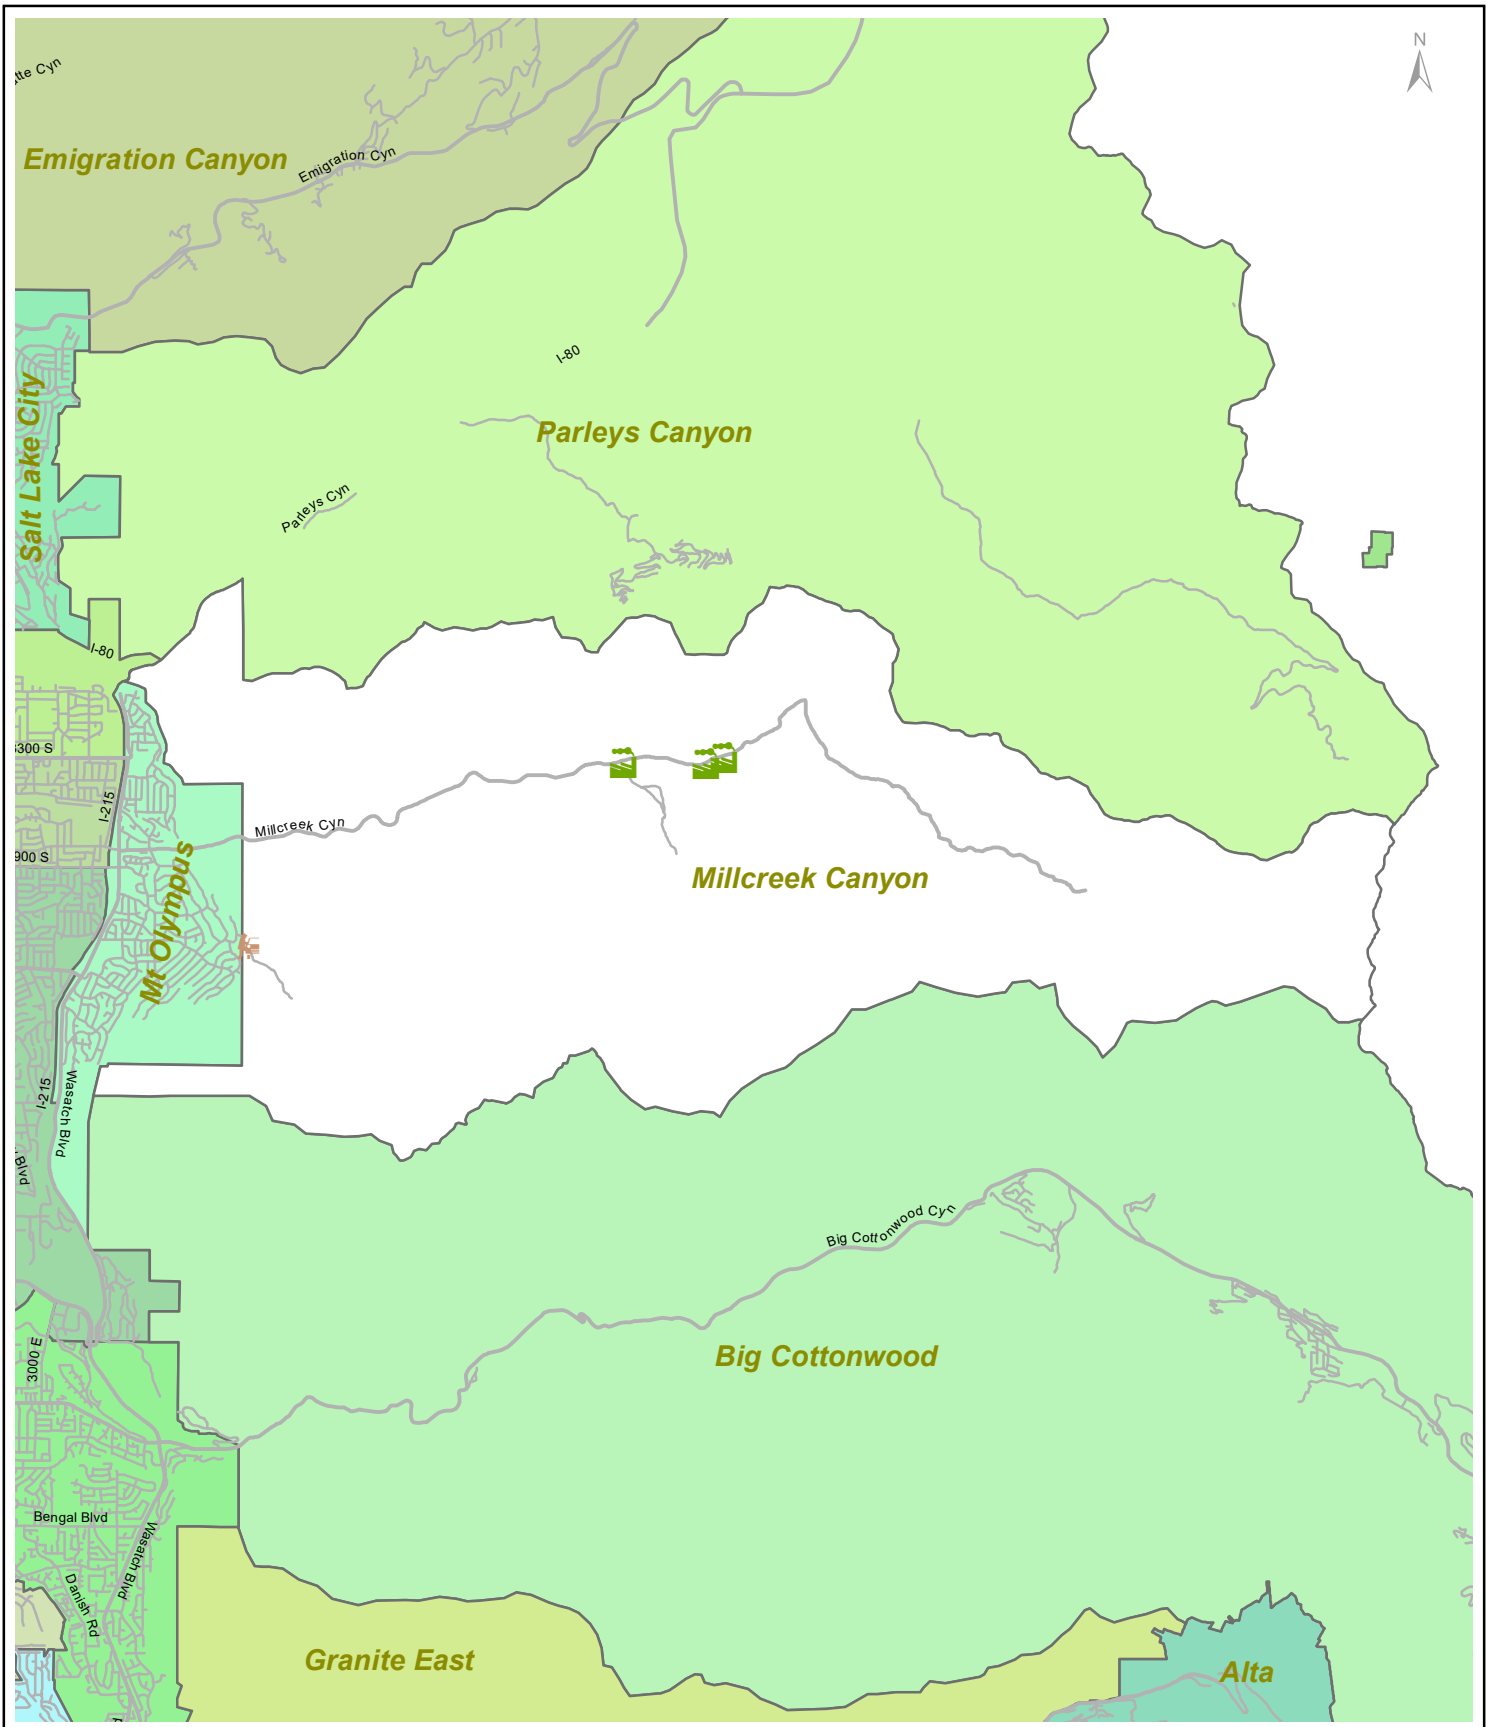 N
Cyn
Emigration Canyon
Emigration Cyn
Salt Lake City
I-80
Parleys Canyon
Parleys Cyn
I-80
300 S
I-215
Millcreek Cyn
900 S
Mt Olympus
Millcreek Canyon
I-215
Wasatch Blvd
Blvd
Big Cottonwood Cyn
3000 E
Big Cottonwood
Bengal Blvd
Wasatch Blvd
Danish Rd
Granite East
Alta